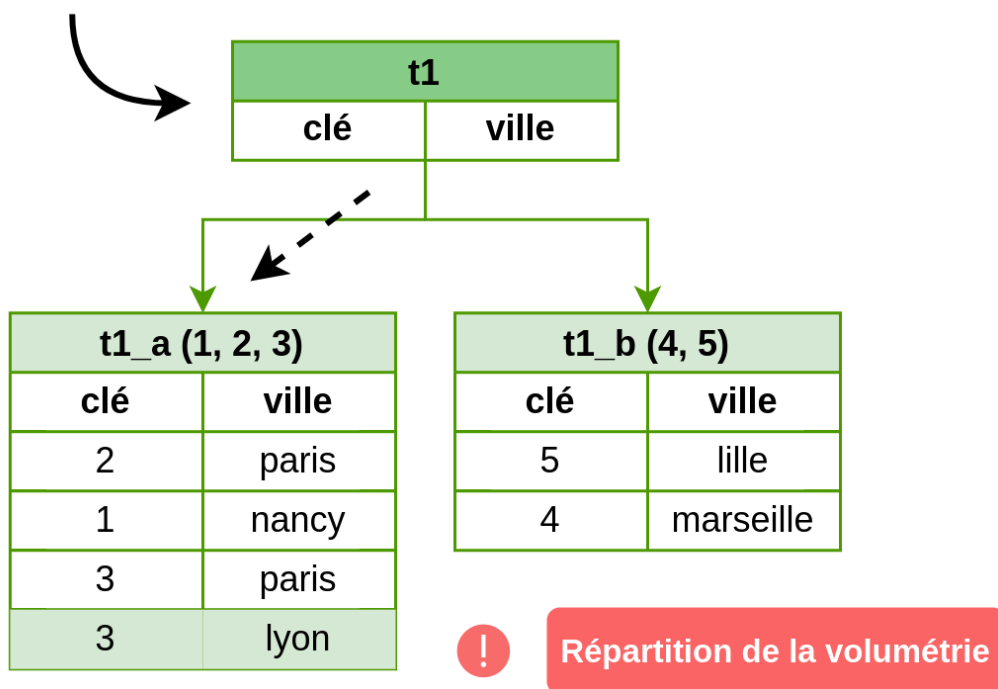 t1
clé ville
t1_a (1, 2, 3)
clé ville
2 paris
1 nancy
3 paris
3 lyon
t1_b (4, 5)
clé ville
5 lille
4 marseille
!
Répartition de la volumétrie